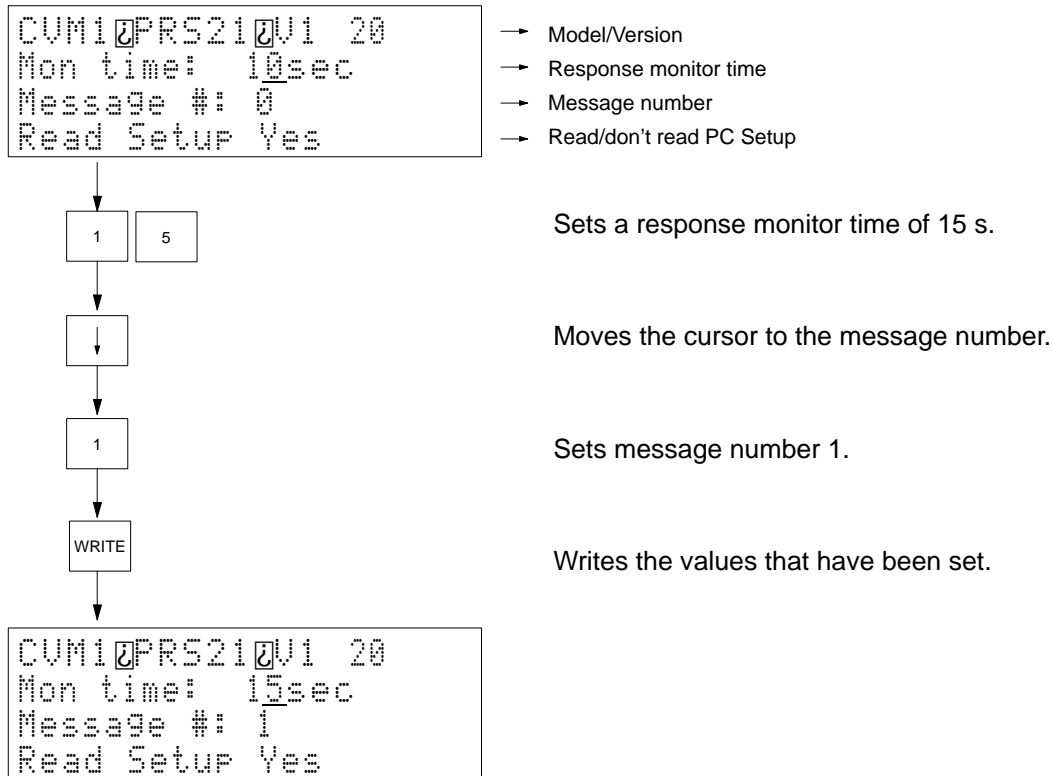 CVM1¿PRS21¿V1 20
Mon time: 10sec
Message #: 0
Read Setup Yes
→ Model/Version
→ Response monitor time
→ Message number
→ Read/don't read PC Setup
1 5
Sets a response monitor time of 15 s.
↓
Moves the cursor to the message number.
1
Sets message number 1.
WRITE
Writes the values that have been set.
CVM1¿PRS21¿V1 20
Mon time: 15sec
Message #: 1
Read Setup Yes